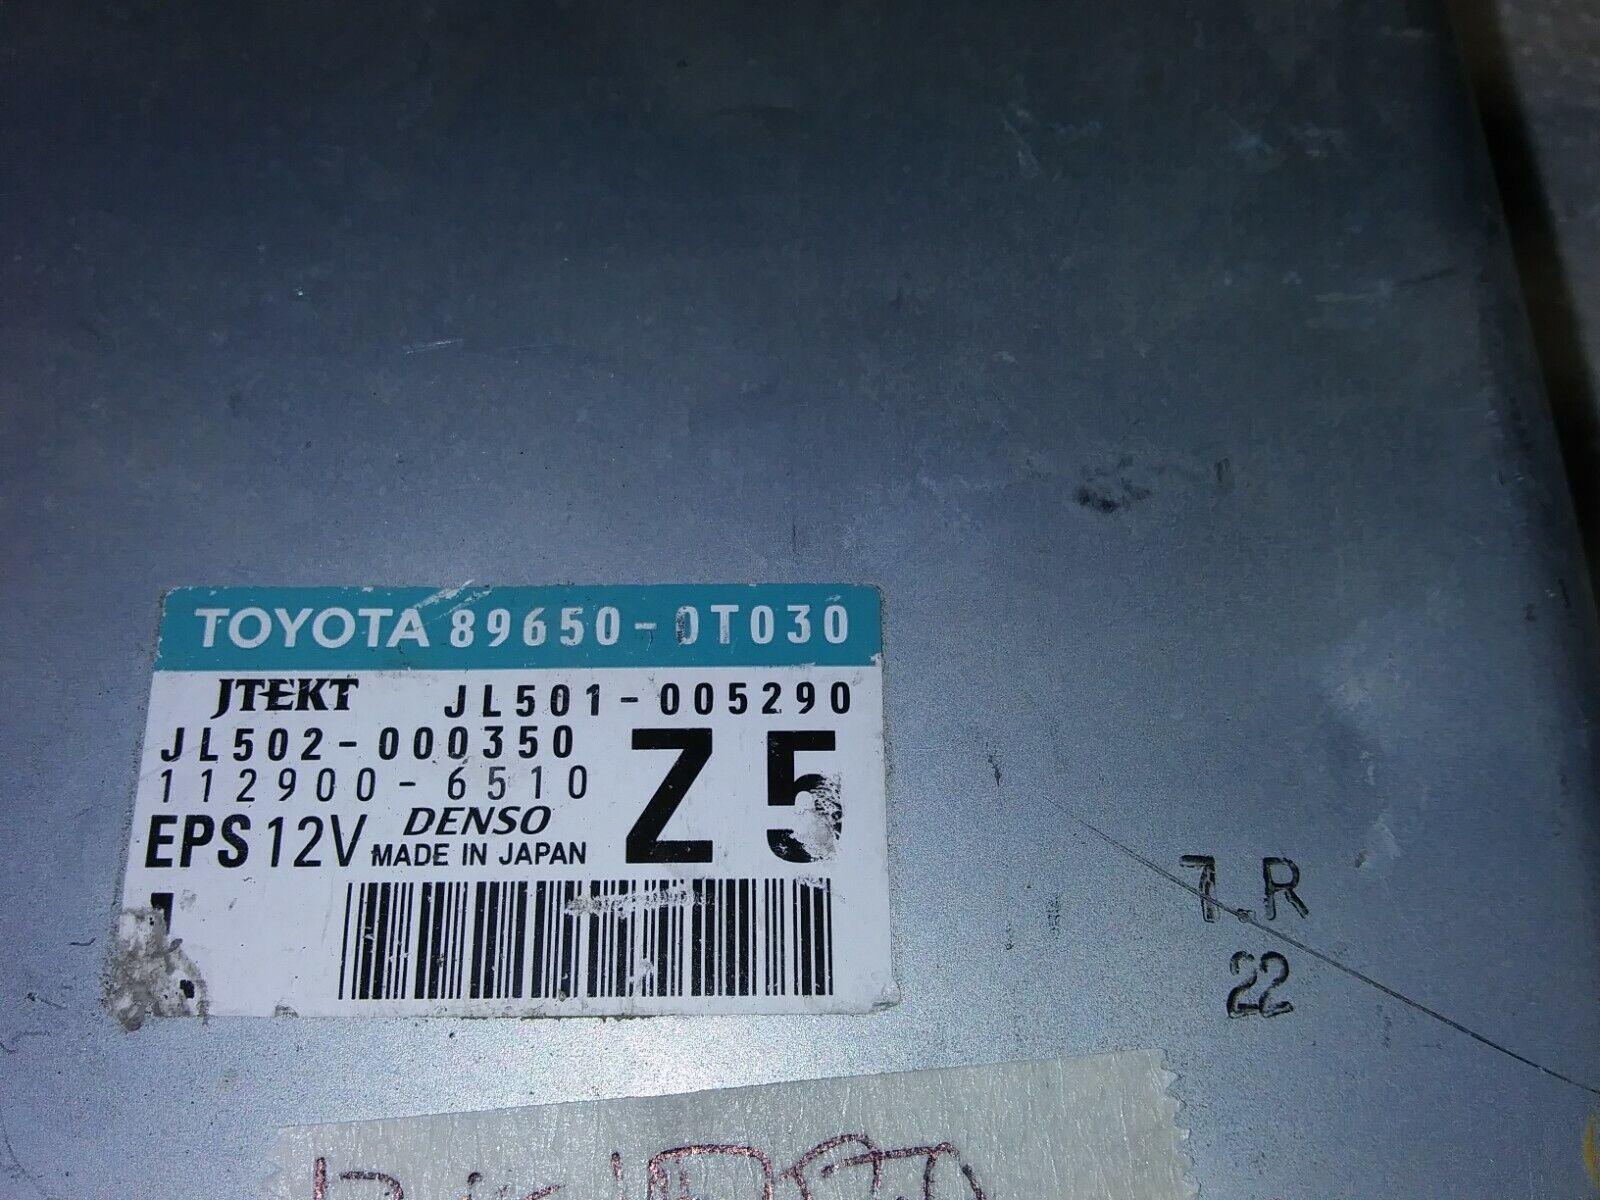 TOYOTA 89650-0T030
JTEKT JL501-005290
JL502-000350
112900-6510
Z5
EPS 12V DENSO
MADE IN JAPAN
7.R
22